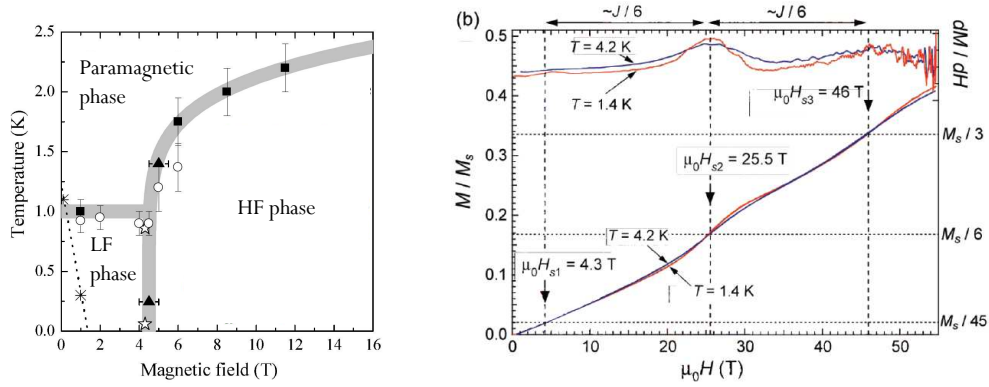 2.5
2.0
1.5
1.0
0.5
0.0
Temperature (K)
Paramagnetic
phase
HF phase
LF
phase
0 2 4 6 8 10 12 14 16
Magnetic field (T)
(b)
~J / 6
~J / 6
0.5
0.4
0.3
0.2
0.1
0.0
M / Mₛ
T = 4.2 K
T = 1.4 K
μ₀Hₛ₃ = 46 T
μ₀Hₛ₂ = 25.5 T
T = 4.2 K
μ₀Hₛ₁ = 4.3 T
T = 1.4 K
dM / dH
Mₛ / 3
Mₛ / 6
Mₛ / 45
0 10 20 30 40 50
μ₀H (T)